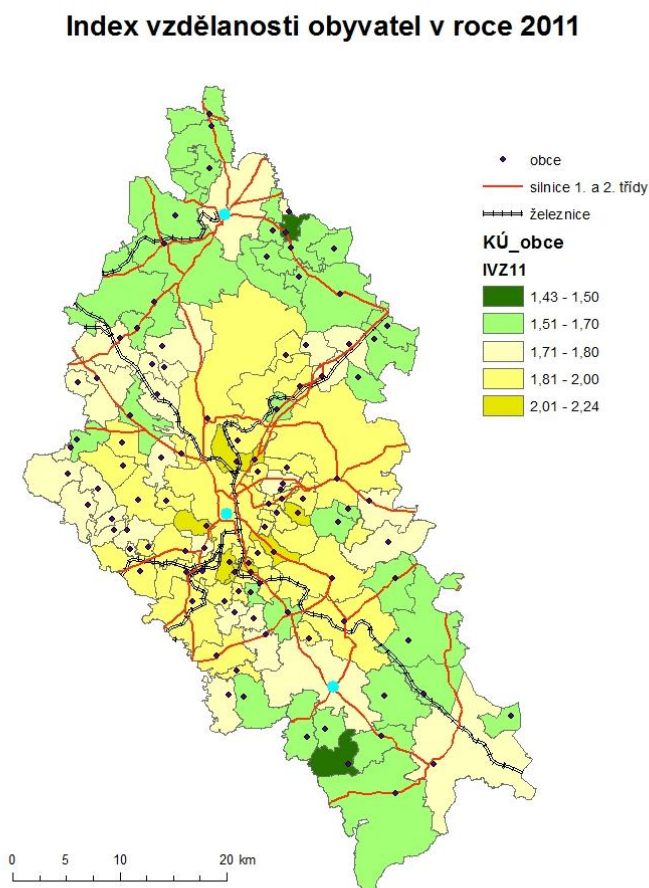 Index vzdělanosti obyvatel v roce 2011
obce
silnice 1. a 2. třídy
železnice
KÚ_obce
IVZ11
1,43 - 1,50
1,51 - 1,70
1,71 - 1,80
1,81 - 2,00
2,01 - 2,24
0 5 10 20 km